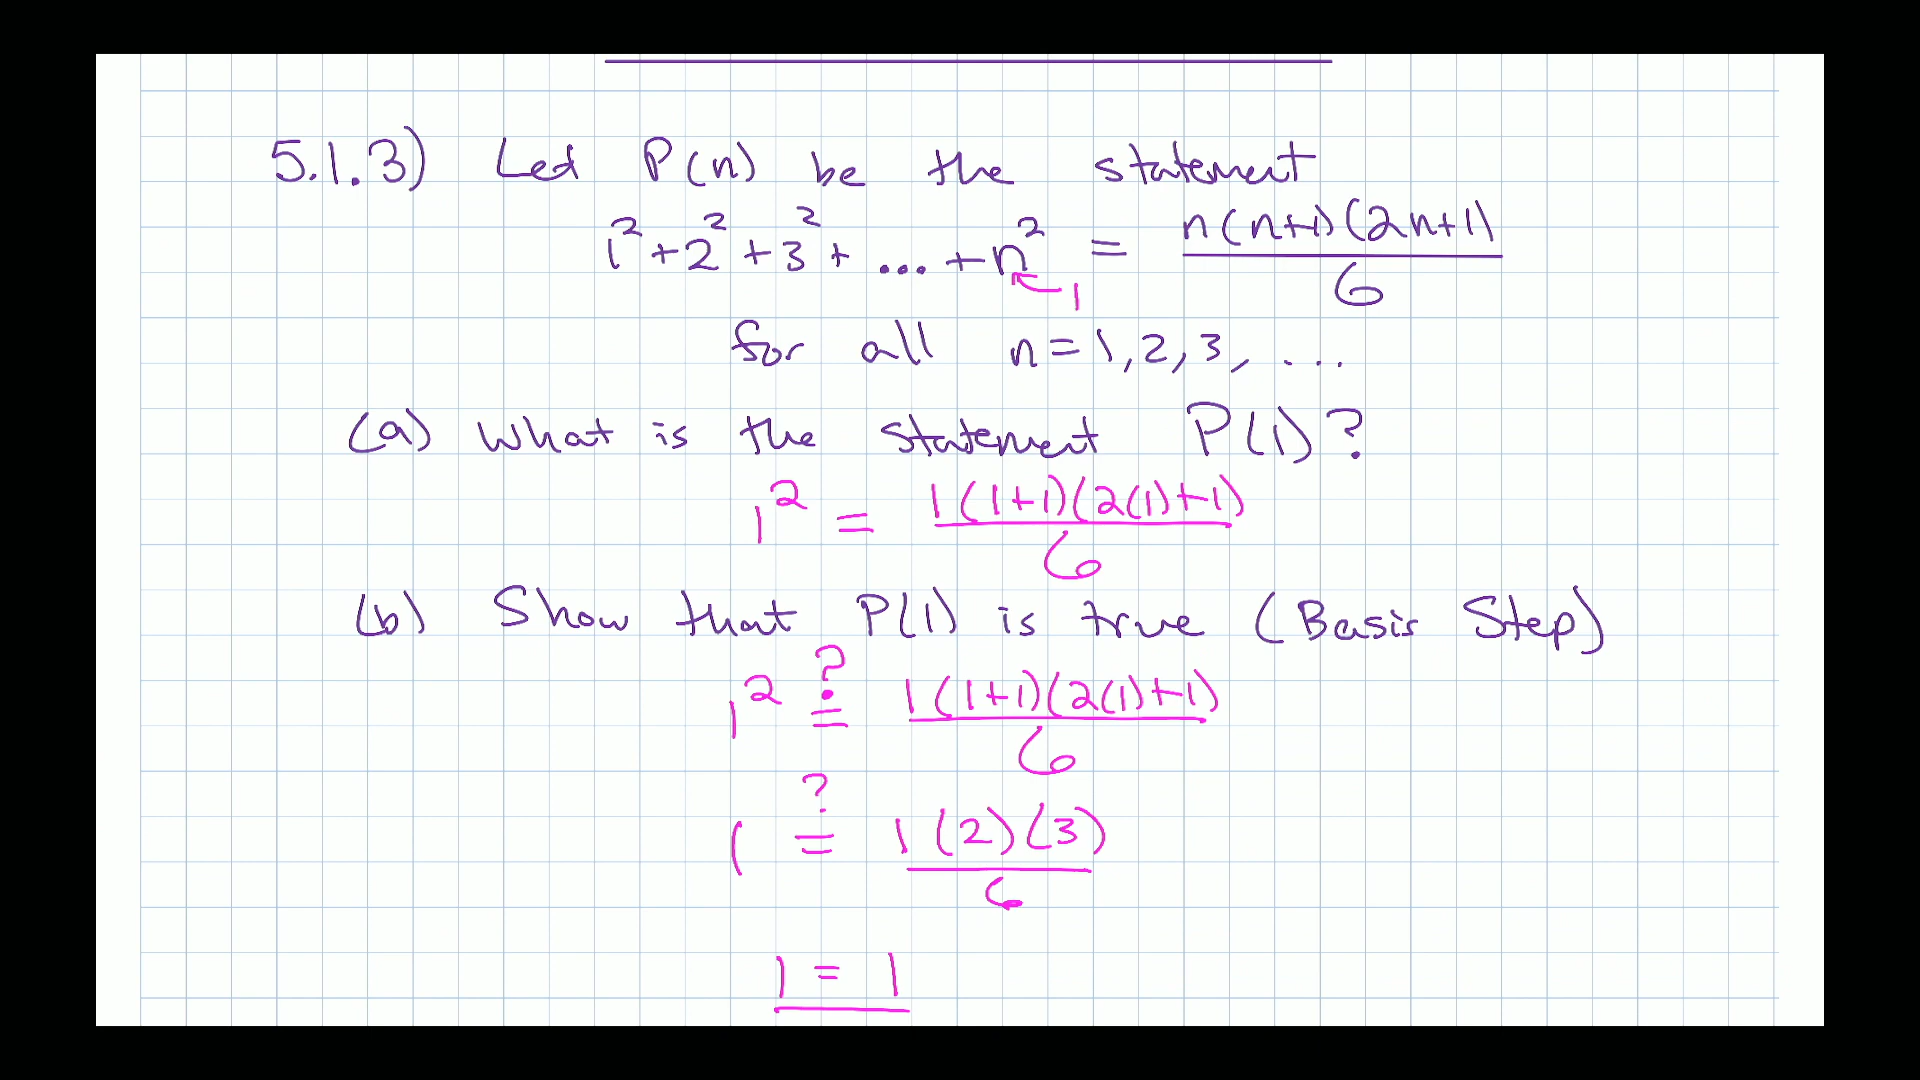 5.1.3) Let P(n) be the statement
1² + 2² + 3² + ... + n² = n(n+1)(2n+1) / 6
1
for all n = 1, 2, 3, ...
(a) What is the statement P(1)?
1² = 1(1+1)(2(1)+1) / 6
(b) Show that P(1) is true (Basis Step)
1² ?= 1(1+1)(2(1)+1) / 6
1 ?= 1(2)(3) / 6
1 = 1